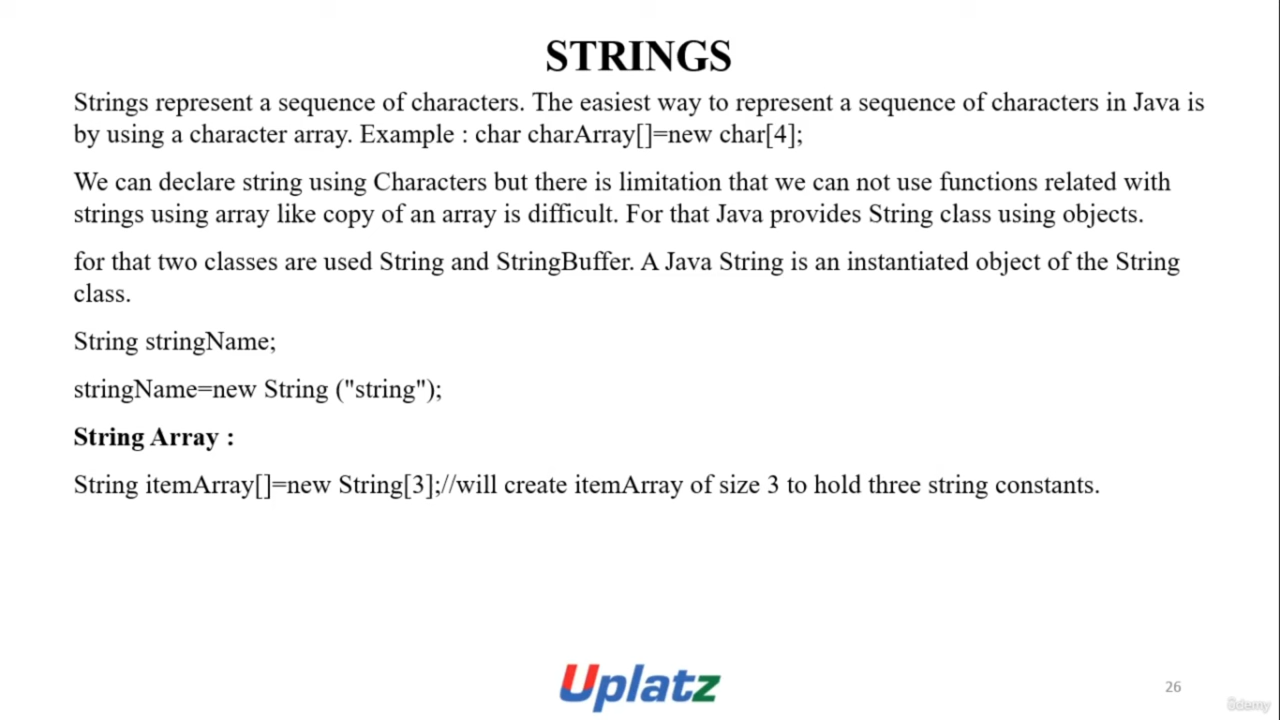 STRINGS
Strings represent a sequence of characters. The easiest way to represent a sequence of characters in Java is
by using a character array. Example : char charArray[]=new char[4];
We can declare string using Characters but there is limitation that we can not use functions related with
strings using array like copy of an array is difficult. For that Java provides String class using objects.
for that two classes are used String and StringBuffer. A Java String is an instantiated object of the String
class.
String stringName;
stringName=new String ("string");
String Array :
String itemArray[]=new String[3];//will create itemArray of size 3 to hold three string constants.
Uplatz
26
ûdemy